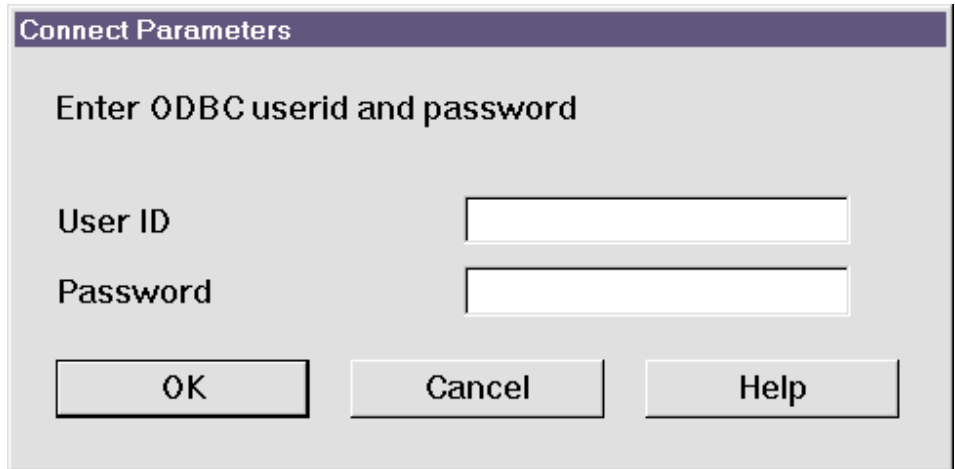 Connect Parameters
Enter ODBC userid and password
User ID
Password
OK Cancel Help